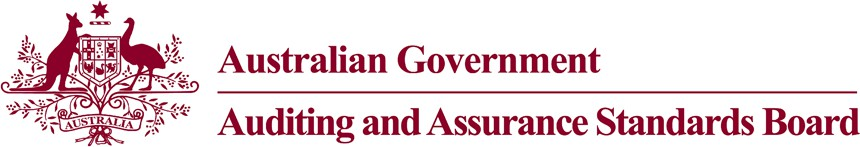 Australian Government
Auditing and Assurance Standards Board
AUSTRALIA